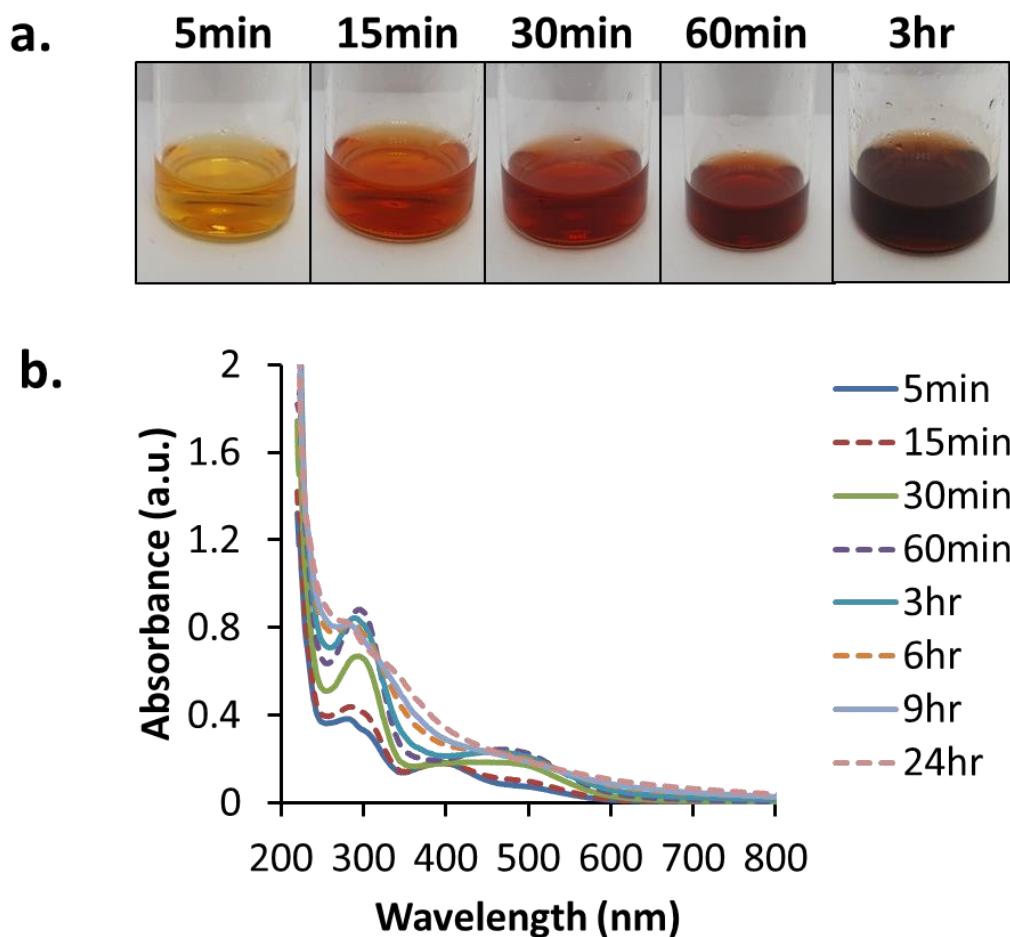 a.
5min 15min 30min 60min 3hr
b.
2
1.6
1.2
0.8
0.4
0
Absorbance (a.u.)
200 300 400 500 600 700 800
Wavelength (nm)
5min
15min
30min
60min
3hr
6hr
9hr
24hr